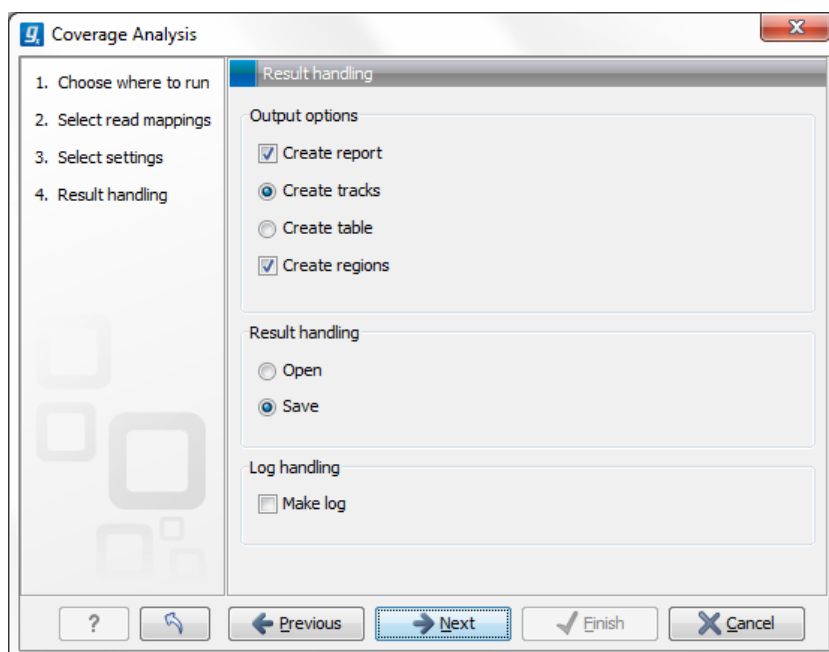 Coverage Analysis
1. Choose where to run
2. Select read mappings
3. Select settings
4. Result handling
Result handling
Output options
Create report
Create tracks
Create table
Create regions
Result handling
Open
Save
Log handling
Make log
?
Previous
Next
Finish
Cancel